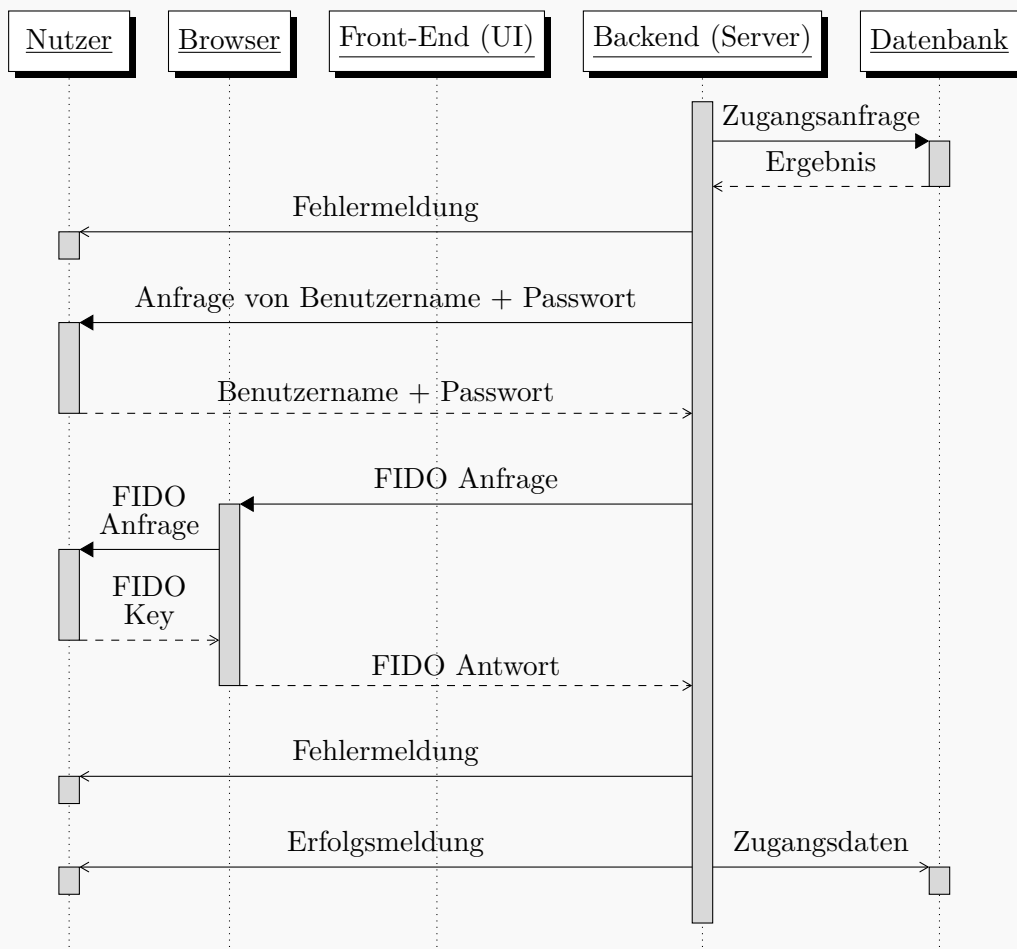 Nutzer
Browser
Front-End (UI)
Backend (Server)
Datenbank
Zugangsanfrage
Ergebnis
Fehlermeldung
Anfrage von Benutzername + Passwort
Benutzername + Passwort
FIDO Anfrage
FIDO
Anfrage
FIDO
Key
FIDO Antwort
Fehlermeldung
Erfolgsmeldung
Zugangsdaten